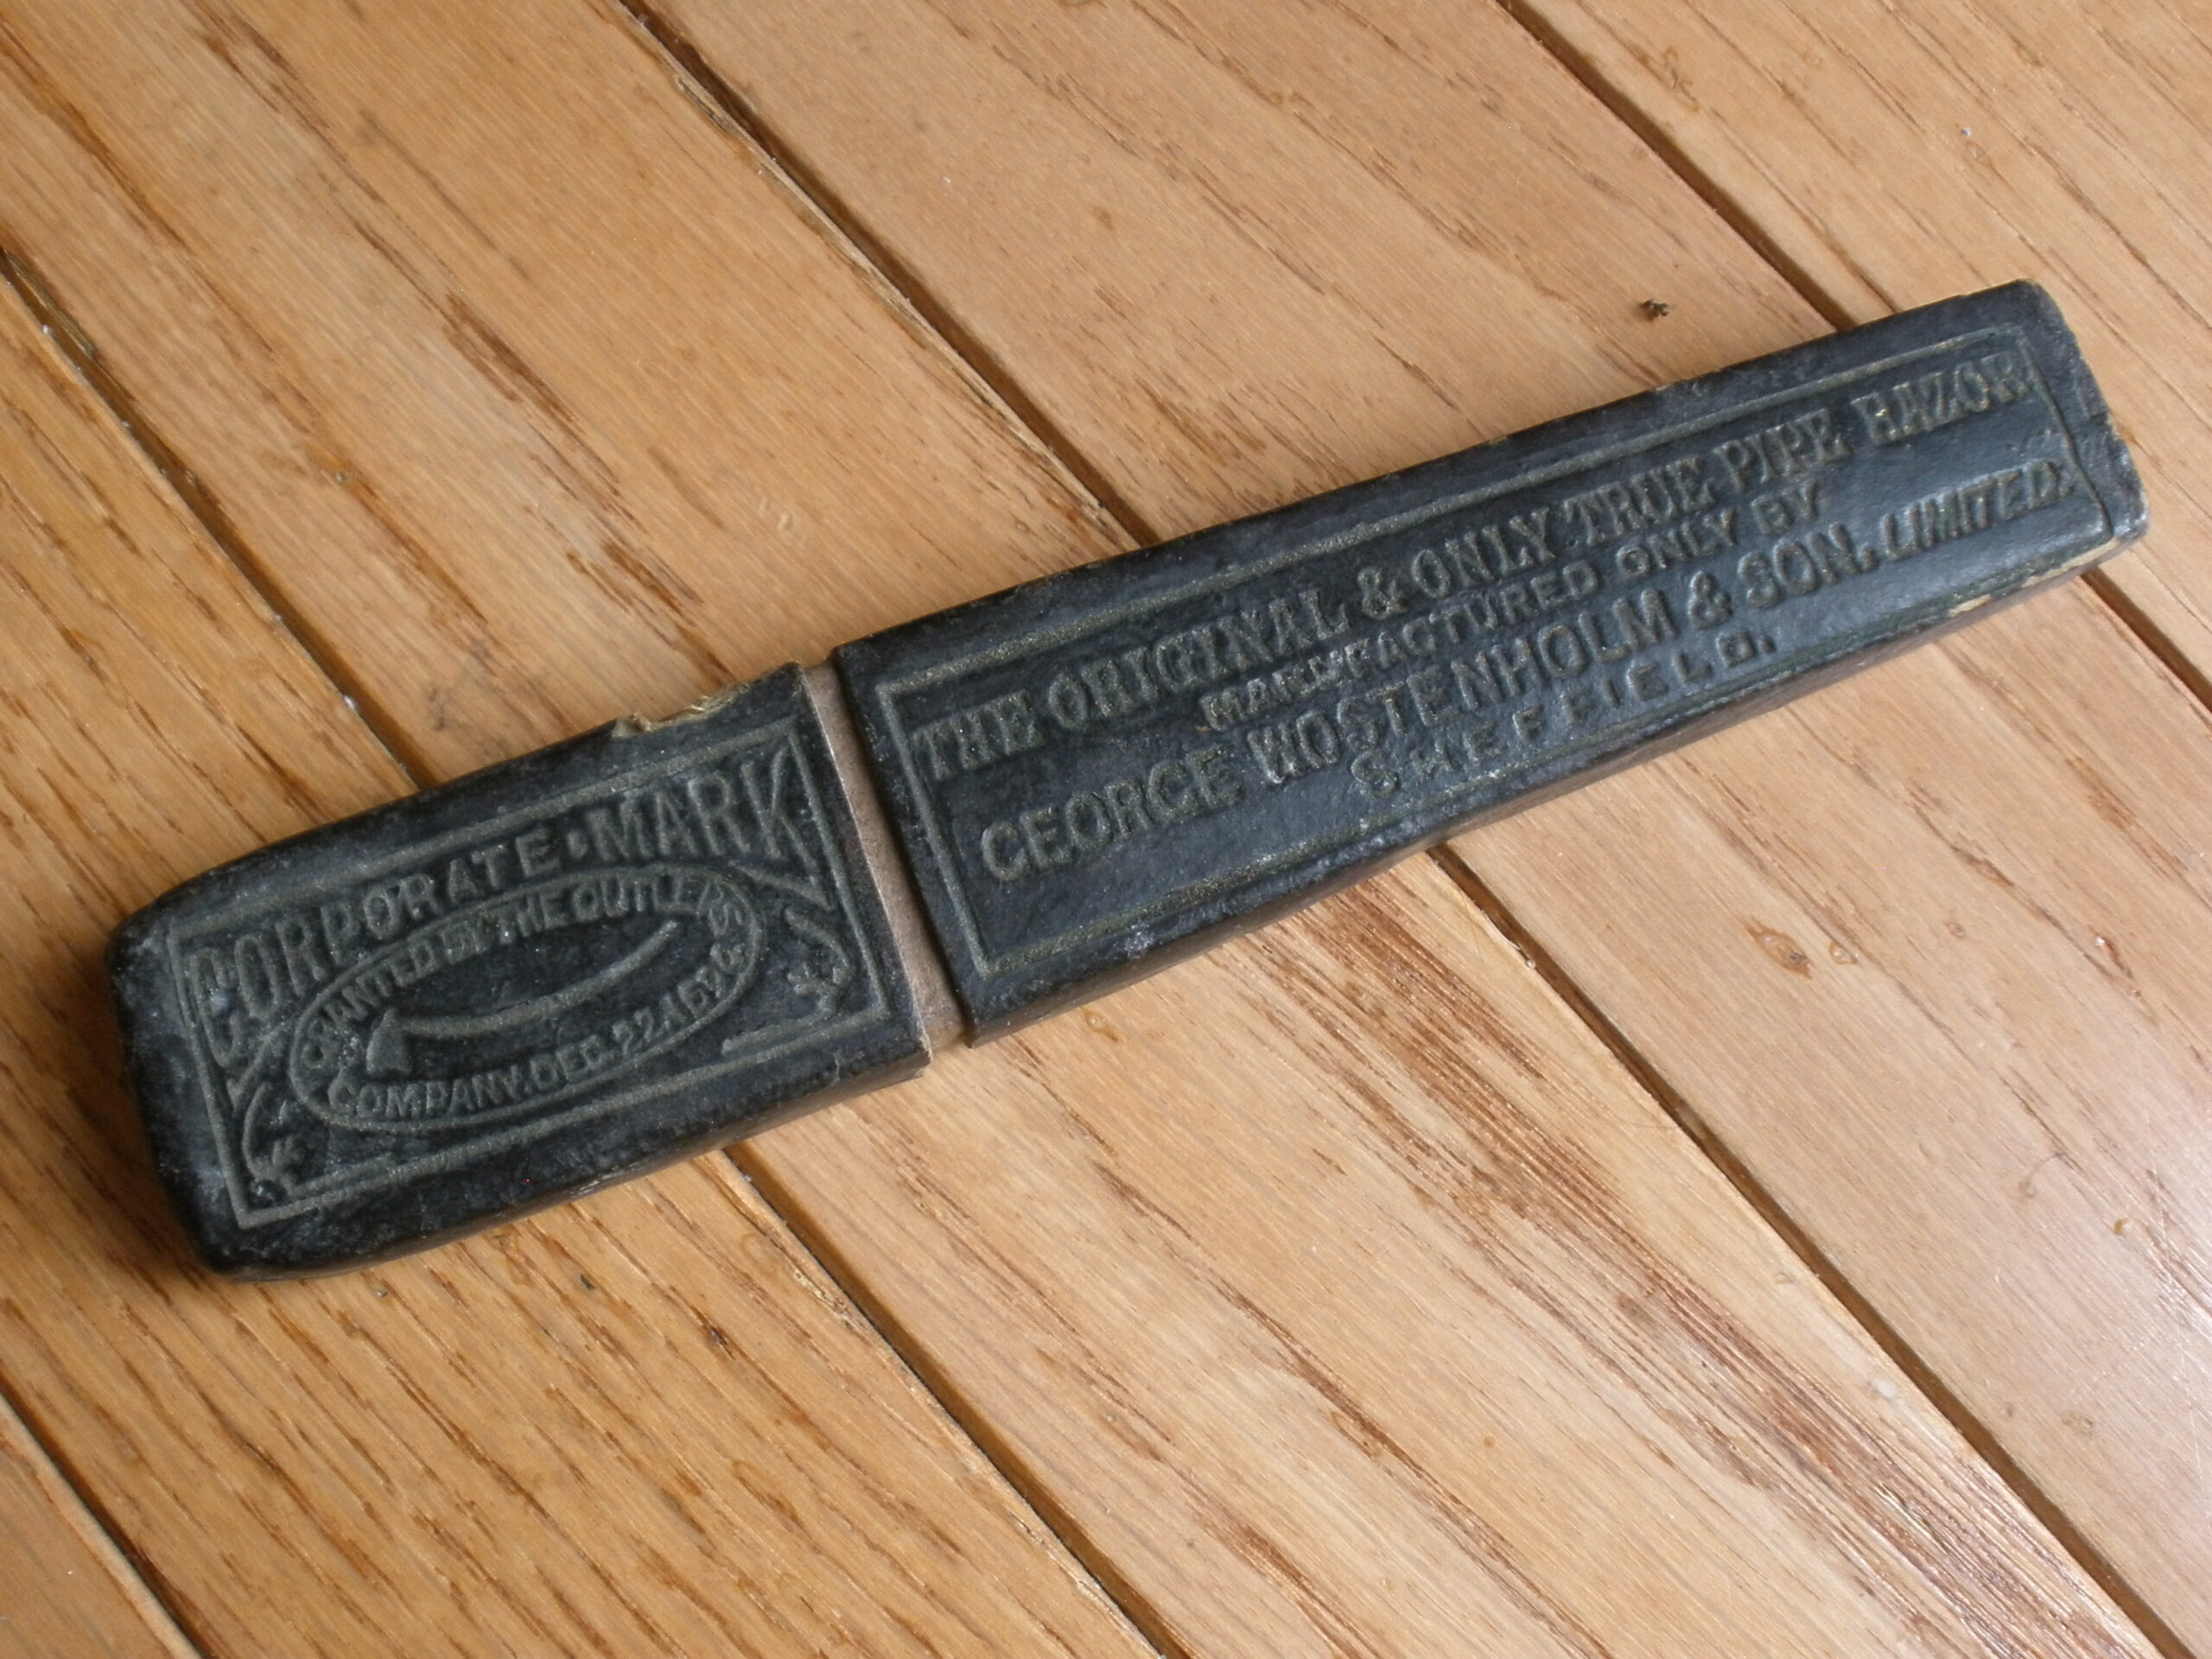 CORPORATE • MARK
GRANTED BY THE CUTLERS
COMPANY. DEC. 22. 1694
THE ORIGINAL & ONLY TRUE PIPE RAZOR
MANUFACTURED ONLY BY
GEORGE WOSTENHOLM & SON, LIMITED.
SHEFFIELD.